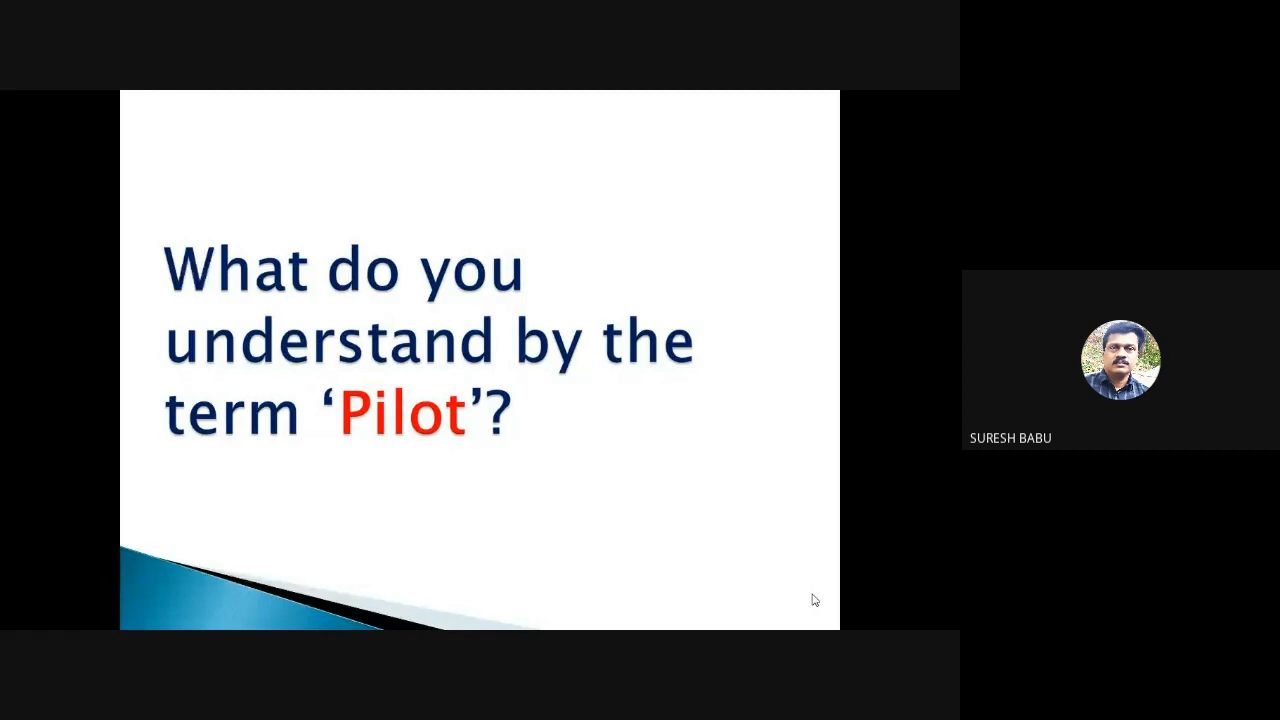 What do you
understand by the
term ‘Pilot’?
SURESH BABU